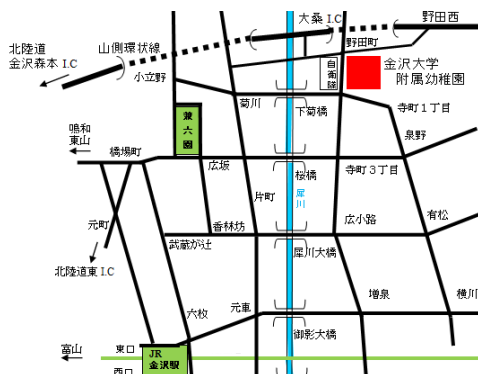 大桑 I.C
野田西
北陸道
金沢森本 I.C
山側環状線
野田町
小立野
自衛隊
金沢大学
附属幼稚園
菊川
下菊橋
寺町1丁目
兼六園
泉野
鳴和
東山
橋場町
広坂
桜橋
寺町3丁目
片町
犀川
元町
香林坊
広小路
有松
武蔵が辻
犀川大橋
北陸道東 I.C
増泉
横川
六枚
元車
御影大橋
富山
東口
JR
金沢駅
西口